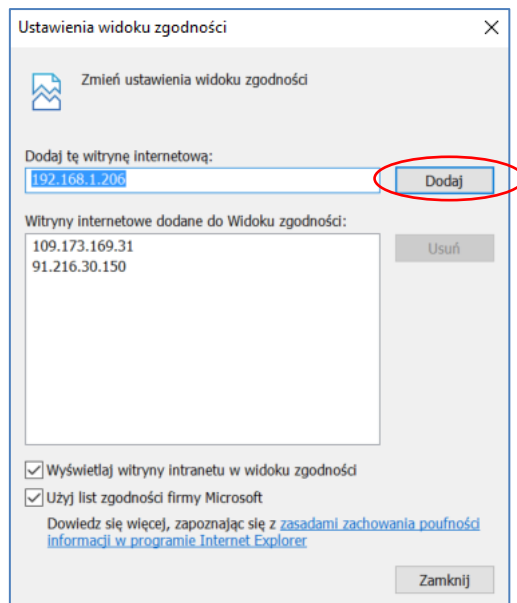 Ustawienia widoku zgodności
Zmień ustawienia widoku zgodności
Dodaj tę witrynę internetową:
192.168.1.206
Dodaj
Witryny internetowe dodane do Widoku zgodności:
109.173.169.31
Usuń
91.216.30.150
Wyświetlaj witryny intranetu w widoku zgodności
Użyj list zgodności firmy Microsoft
Dowiedz się więcej, zapoznając się z zasadami zachowania poufności
informacji w programie Internet Explorer
Zamknij